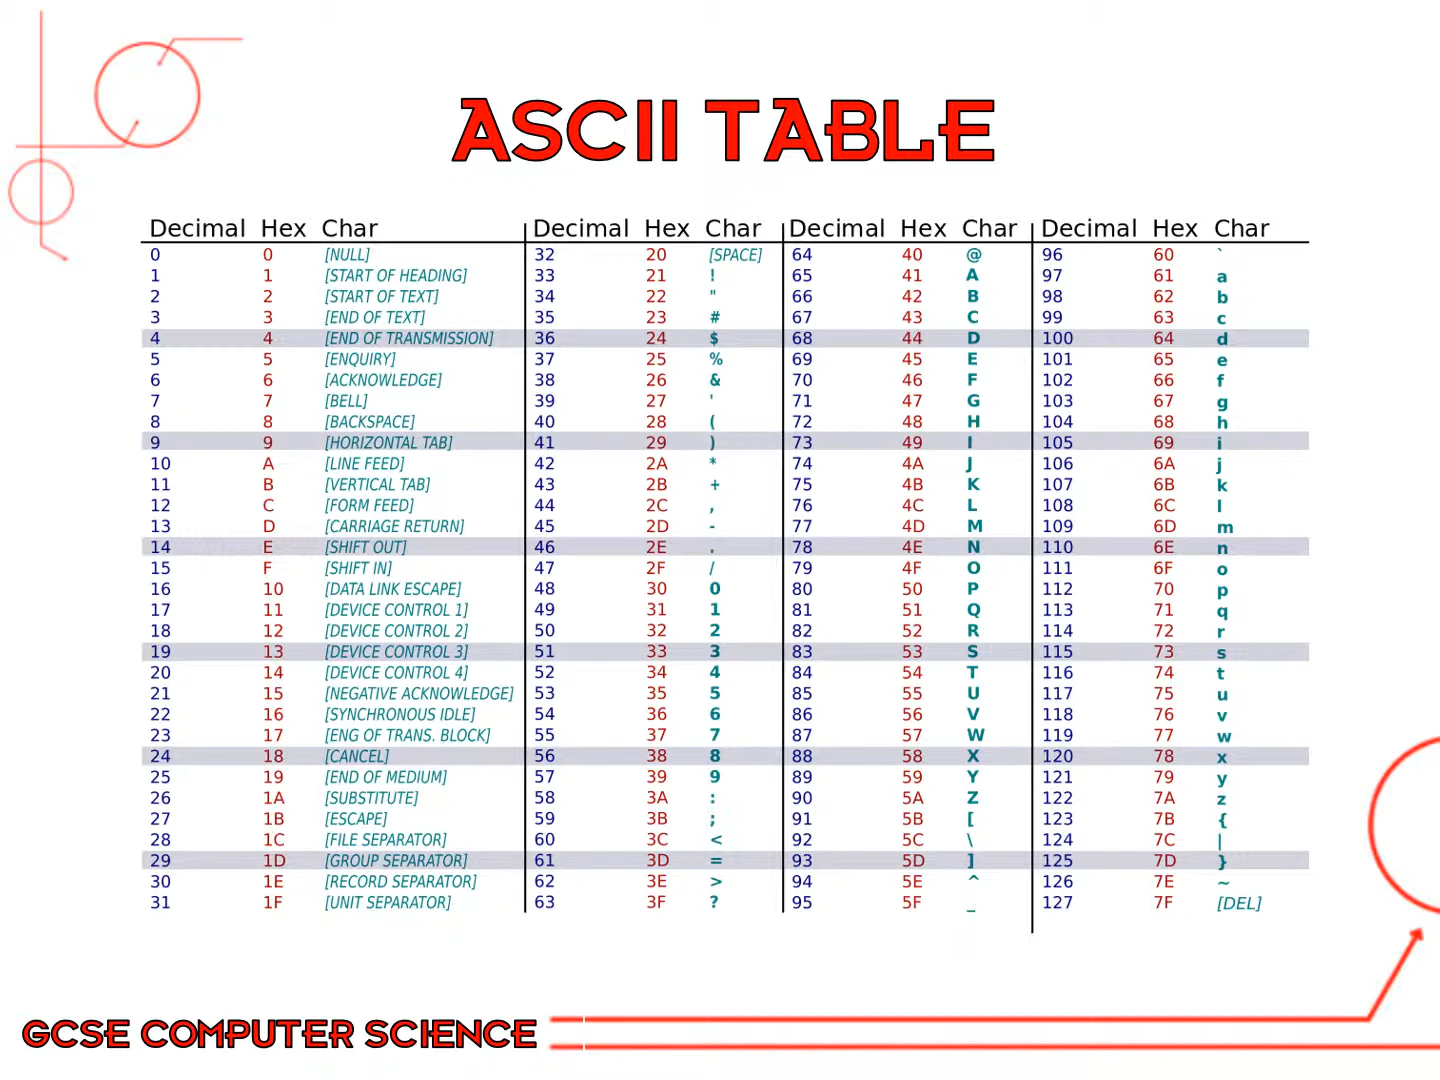 ASCII TABLE
Decimal Hex Char Decimal Hex Char Decimal Hex Char Decimal Hex Char
0 0 [NULL] 32 20 [SPACE] 64 40 @ 96 60 `
1 1 [START OF HEADING] 33 21 ! 65 41 A 97 61 a
2 2 [START OF TEXT] 34 22 " 66 42 B 98 62 b
3 3 [END OF TEXT] 35 23 # 67 43 C 99 63 c
4 4 [END OF TRANSMISSION] 36 24 $ 68 44 D 100 64 d
5 5 [ENQUIRY] 37 25 % 69 45 E 101 65 e
6 6 [ACKNOWLEDGE] 38 26 & 70 46 F 102 66 f
7 7 [BELL] 39 27 ' 71 47 G 103 67 g
8 8 [BACKSPACE] 40 28 ( 72 48 H 104 68 h
9 9 [HORIZONTAL TAB] 41 29 ) 73 49 I 105 69 i
10 A [LINE FEED] 42 2A * 74 4A J 106 6A j
11 B [VERTICAL TAB] 43 2B + 75 4B K 107 6B k
12 C [FORM FEED] 44 2C , 76 4C L 108 6C l
13 D [CARRIAGE RETURN] 45 2D - 77 4D M 109 6D m
14 E [SHIFT OUT] 46 2E . 78 4E N 110 6E n
15 F [SHIFT IN] 47 2F / 79 4F O 111 6F o
16 10 [DATA LINK ESCAPE] 48 30 0 80 50 P 112 70 p
17 11 [DEVICE CONTROL 1] 49 31 1 81 51 Q 113 71 q
18 12 [DEVICE CONTROL 2] 50 32 2 82 52 R 114 72 r
19 13 [DEVICE CONTROL 3] 51 33 3 83 53 S 115 73 s
20 14 [DEVICE CONTROL 4] 52 34 4 84 54 T 116 74 t
21 15 [NEGATIVE ACKNOWLEDGE] 53 35 5 85 55 U 117 75 u
22 16 [SYNCHRONOUS IDLE] 54 36 6 86 56 V 118 76 v
23 17 [ENG OF TRANS. BLOCK] 55 37 7 87 57 W 119 77 w
24 18 [CANCEL] 56 38 8 88 58 X 120 78 x
25 19 [END OF MEDIUM] 57 39 9 89 59 Y 121 79 y
26 1A [SUBSTITUTE] 58 3A : 90 5A Z 122 7A z
27 1B [ESCAPE] 59 3B ; 91 5B [ 123 7B {
28 1C [FILE SEPARATOR] 60 3C < 92 5C \ 124 7C |
29 1D [GROUP SEPARATOR] 61 3D = 93 5D ] 125 7D }
30 1E [RECORD SEPARATOR] 62 3E > 94 5E ^ 126 7E ~
31 1F [UNIT SEPARATOR] 63 3F ? 95 5F _ 127 7F [DEL]
GCSE COMPUTER SCIENCE